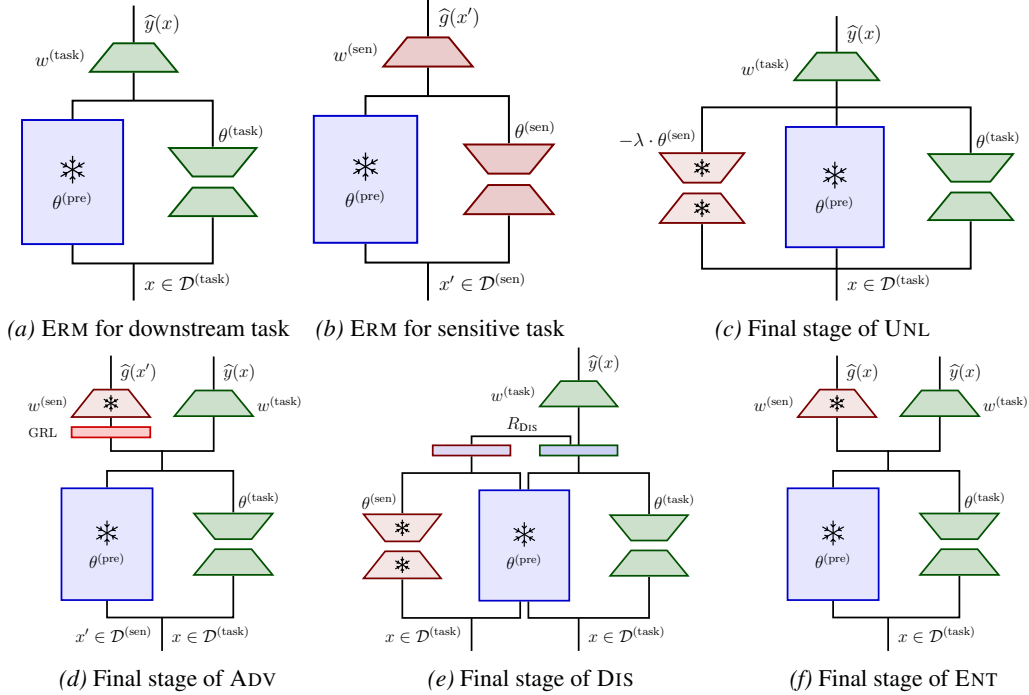 ŷ(x)
w^(task)
θ^(task)
θ^(pre)
x ∈ D^(task)
(a) ERM for downstream task
ĝ(x′)
w^(sen)
θ^(sen)
θ^(pre)
x′ ∈ D^(sen)
(b) ERM for sensitive task
ŷ(x)
w^(task)
−λ · θ^(sen)
θ^(task)
θ^(pre)
x ∈ D^(task)
(c) Final stage of UNL
ĝ(x′) ŷ(x)
w^(sen) w^(task)
GRL
θ^(task)
θ^(pre)
x′ ∈ D^(sen) x ∈ D^(task)
(d) Final stage of ADV
ŷ(x)
w^(task)
R_DIS
θ^(sen) θ^(task)
θ^(pre)
x ∈ D^(task) x ∈ D^(task)
(e) Final stage of DIS
ĝ(x) ŷ(x)
w^(sen) w^(task)
θ^(task)
θ^(pre)
x ∈ D^(task)
(f) Final stage of ENT